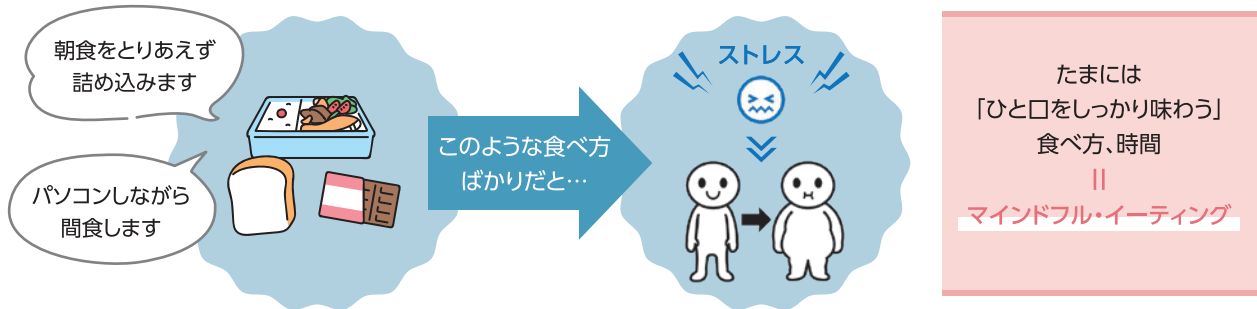 朝食をとりあえず
詰め込みます
パソコンしながら
間食します
このような食べ方
ばかりだと…
ストレス
たまには
「ひと口をしっかり味わう」
食べ方、時間
＝
マインドフル・イーティング